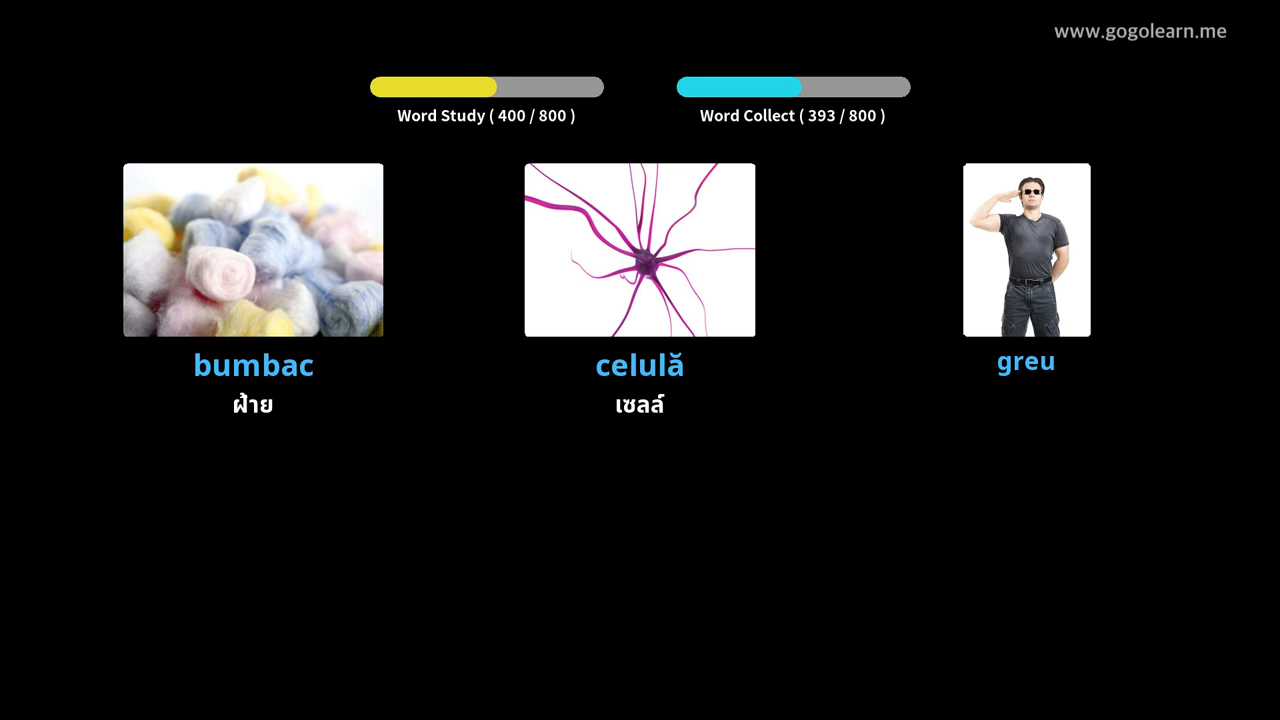 www.gogolearn.me
Word Study ( 400 / 800 )
Word Collect ( 393 / 800 )
bumbac
celulă
greu
ฝ้าย
เซลล์